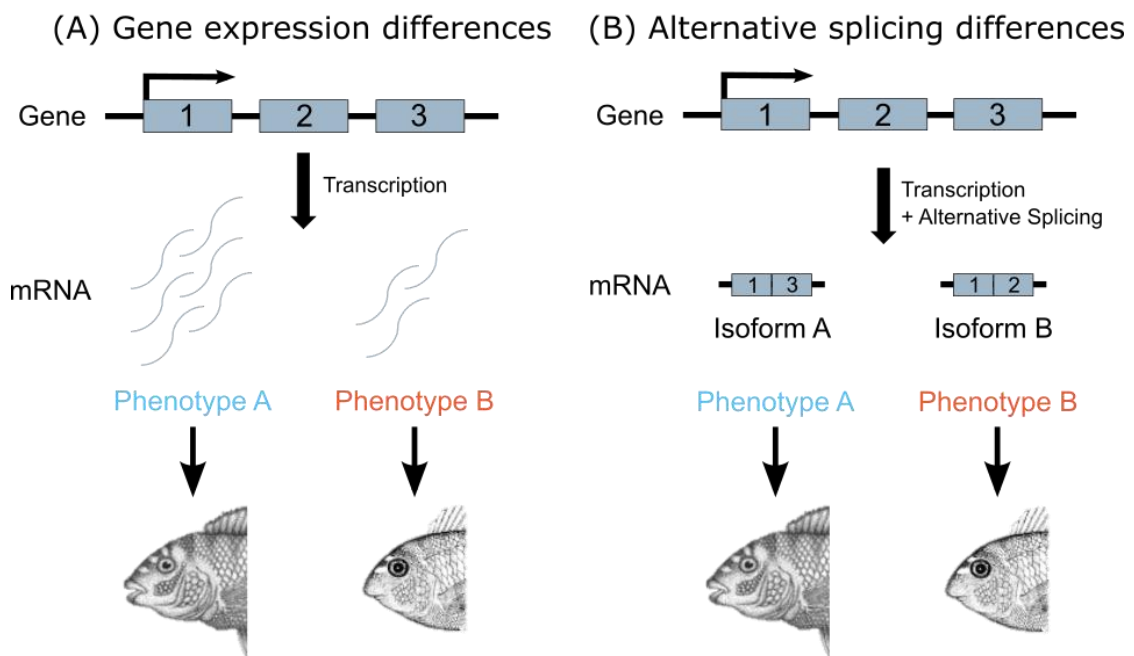 (A) Gene expression differences
Gene
1
2
3
Transcription
mRNA
Phenotype A
Phenotype B
(B) Alternative splicing differences
Gene
1
2
3
Transcription
+ Alternative Splicing
mRNA
1 3
1 2
Isoform A
Isoform B
Phenotype A
Phenotype B